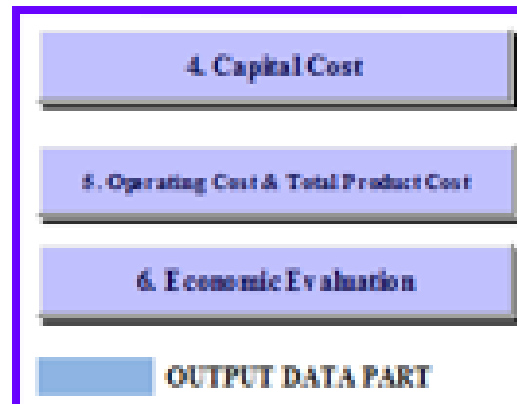 4. Capital Cost
5. Operating Cost & Total Product Cost
6. Economic Evaluation
OUTPUT DATA PART